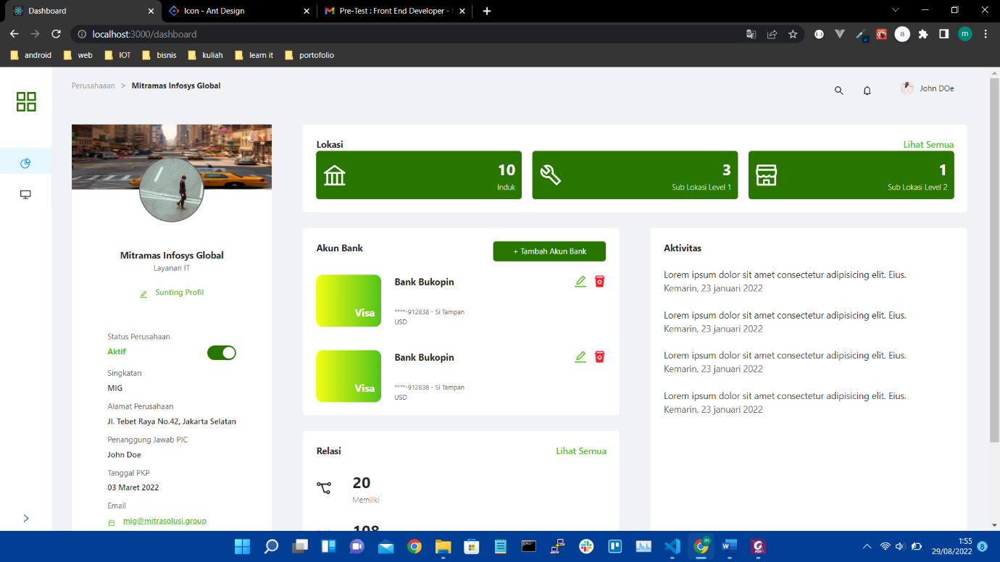 Dashboard
Icon - Ant Design
Pre-Test : Front End Developer -
localhost:3000/dashboard
B
m
android
web
IOT
bisnis
kuliah
learn it
portofolio
Perusahaaan > Mitramas Infosys Global
John DOe
Mitramas Infosys Global
Layanan IT
Sunting Profil
Status Perusahaan
Aktif
Singkatan
MIG
Alamat Perusahaan
Jl. Tebet Raya No.42, Jakarta Selatan
Penanggung Jawab PIC
John Doe
Tanggal PKP
03 Maret 2022
Email
mig@mitrasolusi.group
Lokasi
Lihat Semua
10
Induk
3
Sub Lokasi Level 1
1
Sub Lokasi Level 2
Akun Bank
+ Tambah Akun Bank
Visa
Bank Bukopin
****-912838 - Si Tampan
USD
Visa
Bank Bukopin
****-912838 - Si Tampan
USD
Relasi
Lihat Semua
20
Memiliki
108
Aktivitas
Lorem ipsum dolor sit amet consectetur adipisicing elit. Eius.
Kemarin, 23 januari 2022
Lorem ipsum dolor sit amet consectetur adipisicing elit. Eius.
Kemarin, 23 januari 2022
Lorem ipsum dolor sit amet consectetur adipisicing elit. Eius.
Kemarin, 23 januari 2022
Lorem ipsum dolor sit amet consectetur adipisicing elit. Eius.
Kemarin, 23 januari 2022
1:55
29/08/2022
8